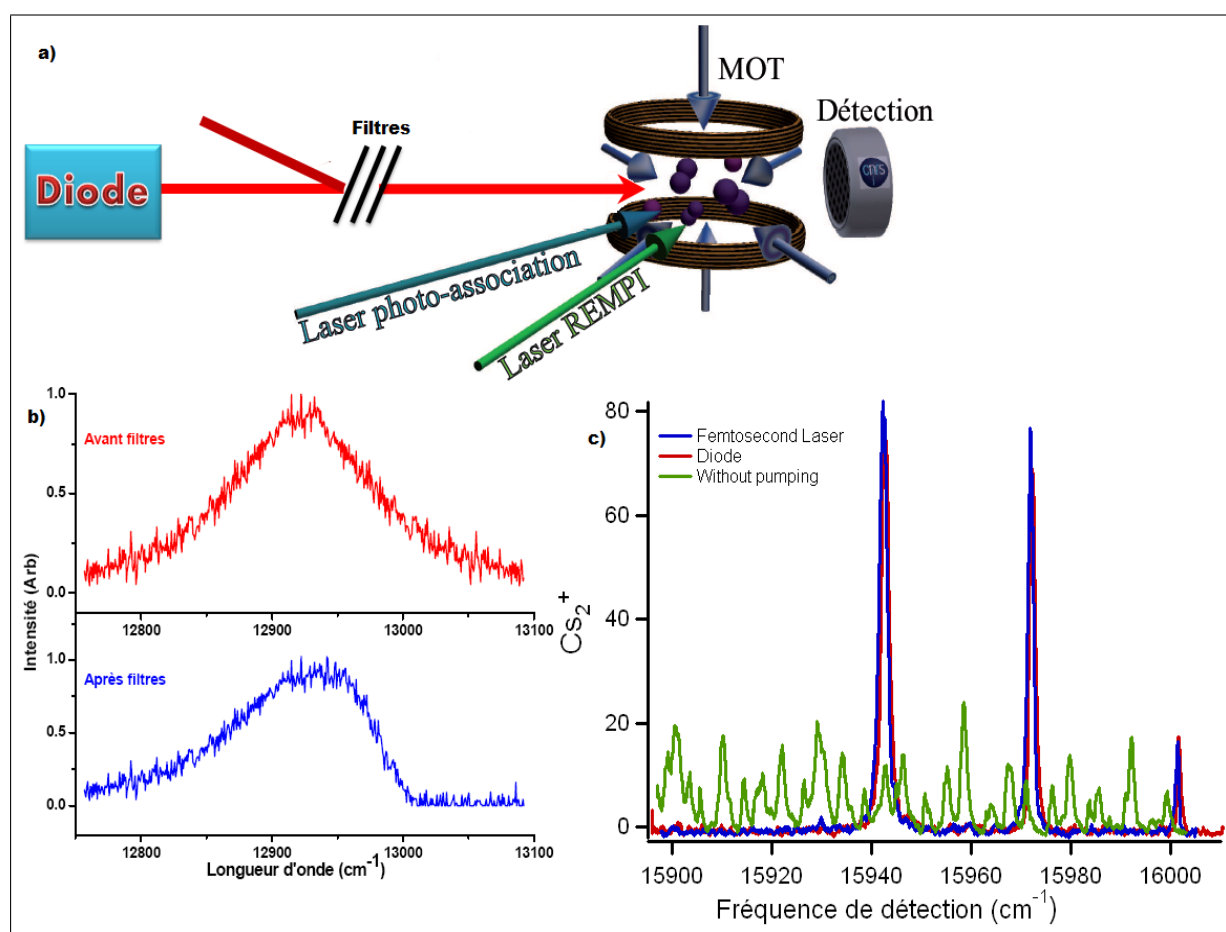 a)
MOT
Détection
Filtres
Diode
cnrs
Laser photo-association
Laser REMPI
b)
Avant filtres
Intensité (Arb)
1.0
0.5
0.0
12800
12900
13000
13100
Après filtres
1.0
0.5
0.0
12800
12900
13000
13100
Longueur d'onde (cm⁻¹)
c)
Femtosecond Laser
Diode
Without pumping
Cs₂⁺
80
60
40
20
0
15900
15920
15940
15960
15980
16000
Fréquence de détection (cm⁻¹)